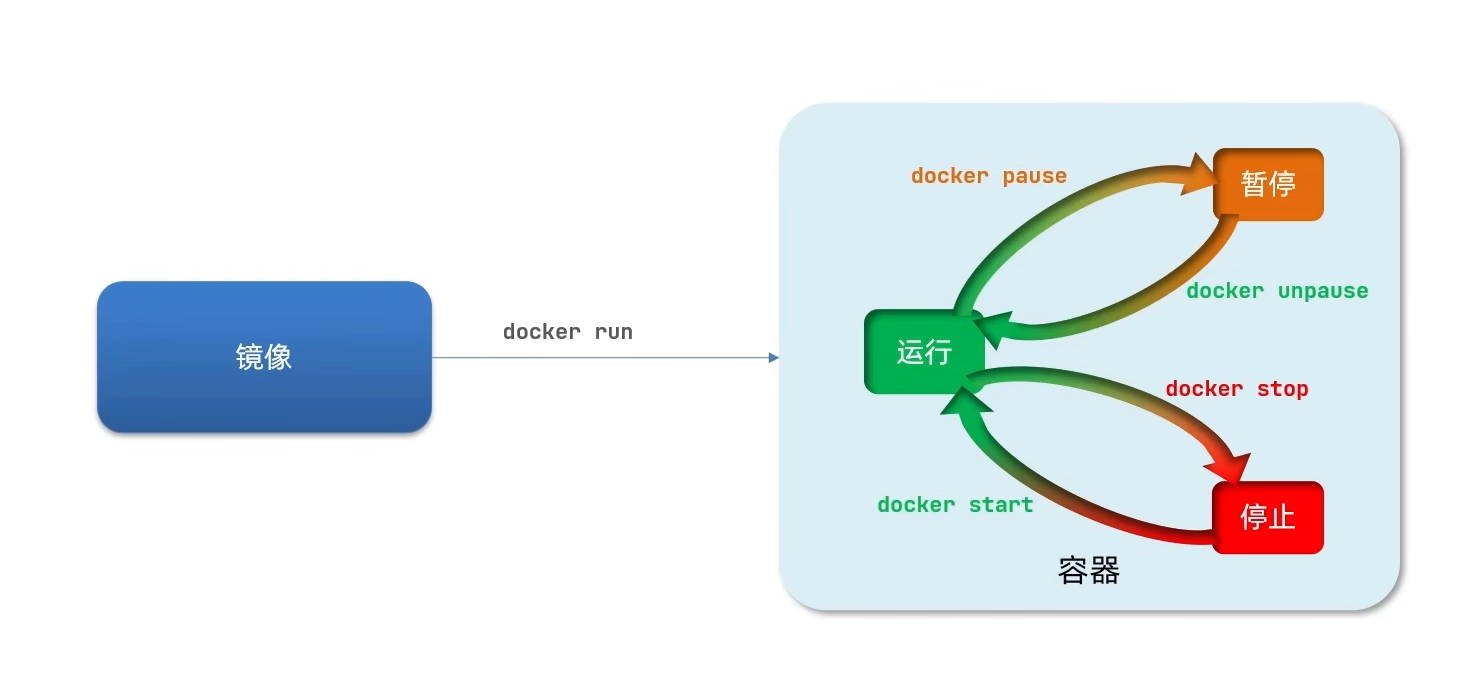 镜像
docker run
docker pause
暂停
docker unpause
运行
docker stop
docker start
停止
容器